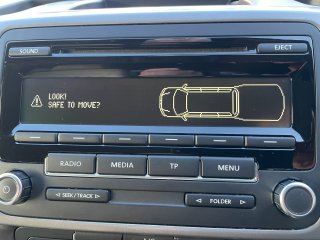 SOUND
EJECT
LOOK!
SAFE TO MOVE?
RADIO MEDIA TP MENU
SEEK / TRACK
FOLDER